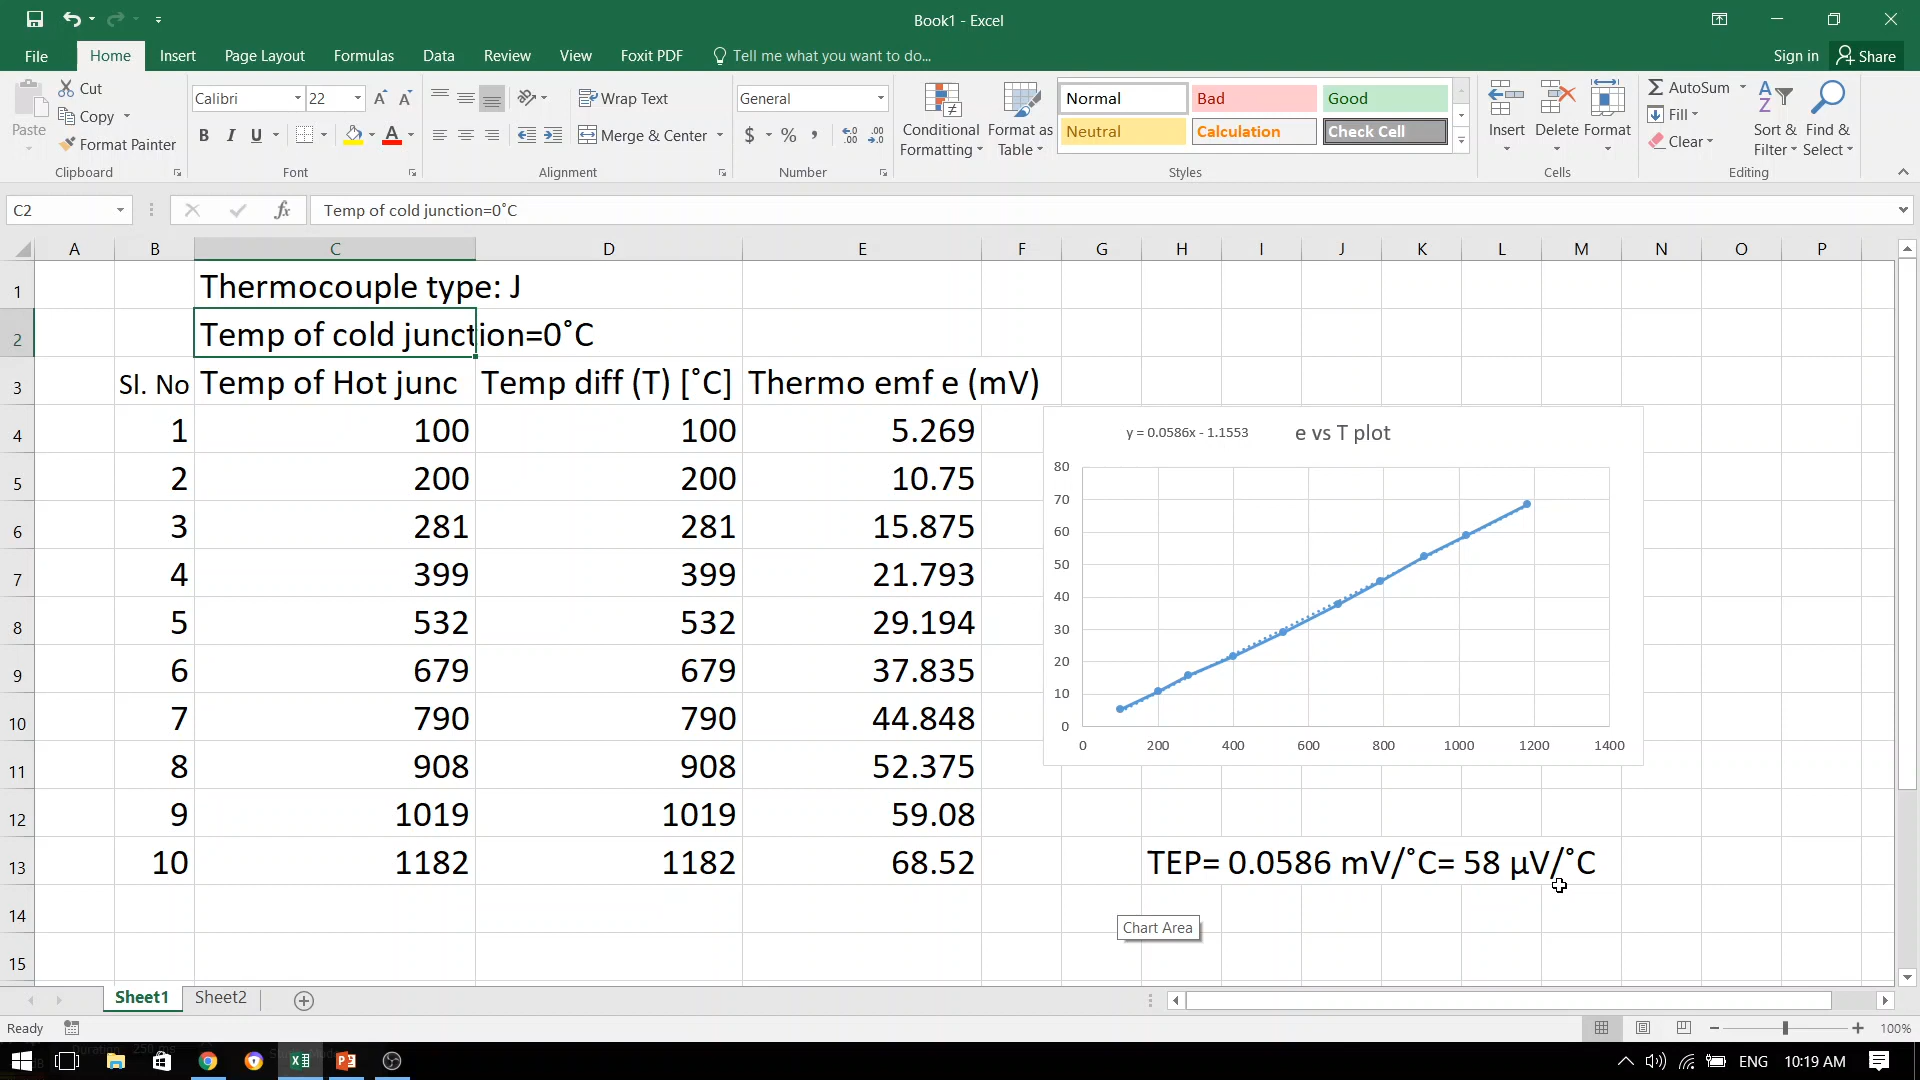 Book1 - Excel
File Home Insert Page Layout Formulas Data Review View Foxit PDF Tell me what you want to do... Sign in Share
Paste Cut Copy Format Painter Clipboard
Calibri 22 B I U A Font
Wrap Text Merge & Center Alignment
General $ % , Number
Conditional Formatting Format as Table Normal Bad Good Neutral Calculation Check Cell Styles
Insert Delete Format Cells
AutoSum Fill Clear Sort & Filter Find & Select Editing
C2 fx Temp of cold junction=0˚C
A B C D E F G H I J K L M N O P
1 Thermocouple type: J
2 Temp of cold junction=0˚C
3 Sl. No Temp of Hot junc Temp diff (T) [˚C] Thermo emf e (mV)
4 1 100 100 5.269
5 2 200 200 10.75
6 3 281 281 15.875
7 4 399 399 21.793
8 5 532 532 29.194
9 6 679 679 37.835
10 7 790 790 44.848
11 8 908 908 52.375
12 9 1019 1019 59.08
13 10 1182 1182 68.52
14
15
y = 0.0586x - 1.1553 e vs T plot
80
70
60
50
40
30
20
10
0
0 200 400 600 800 1000 1200 1400
TEP= 0.0586 mV/˚C= 58 µV/˚C
Chart Area
Sheet1 Sheet2
Ready 100%
ENG 10:19 AM